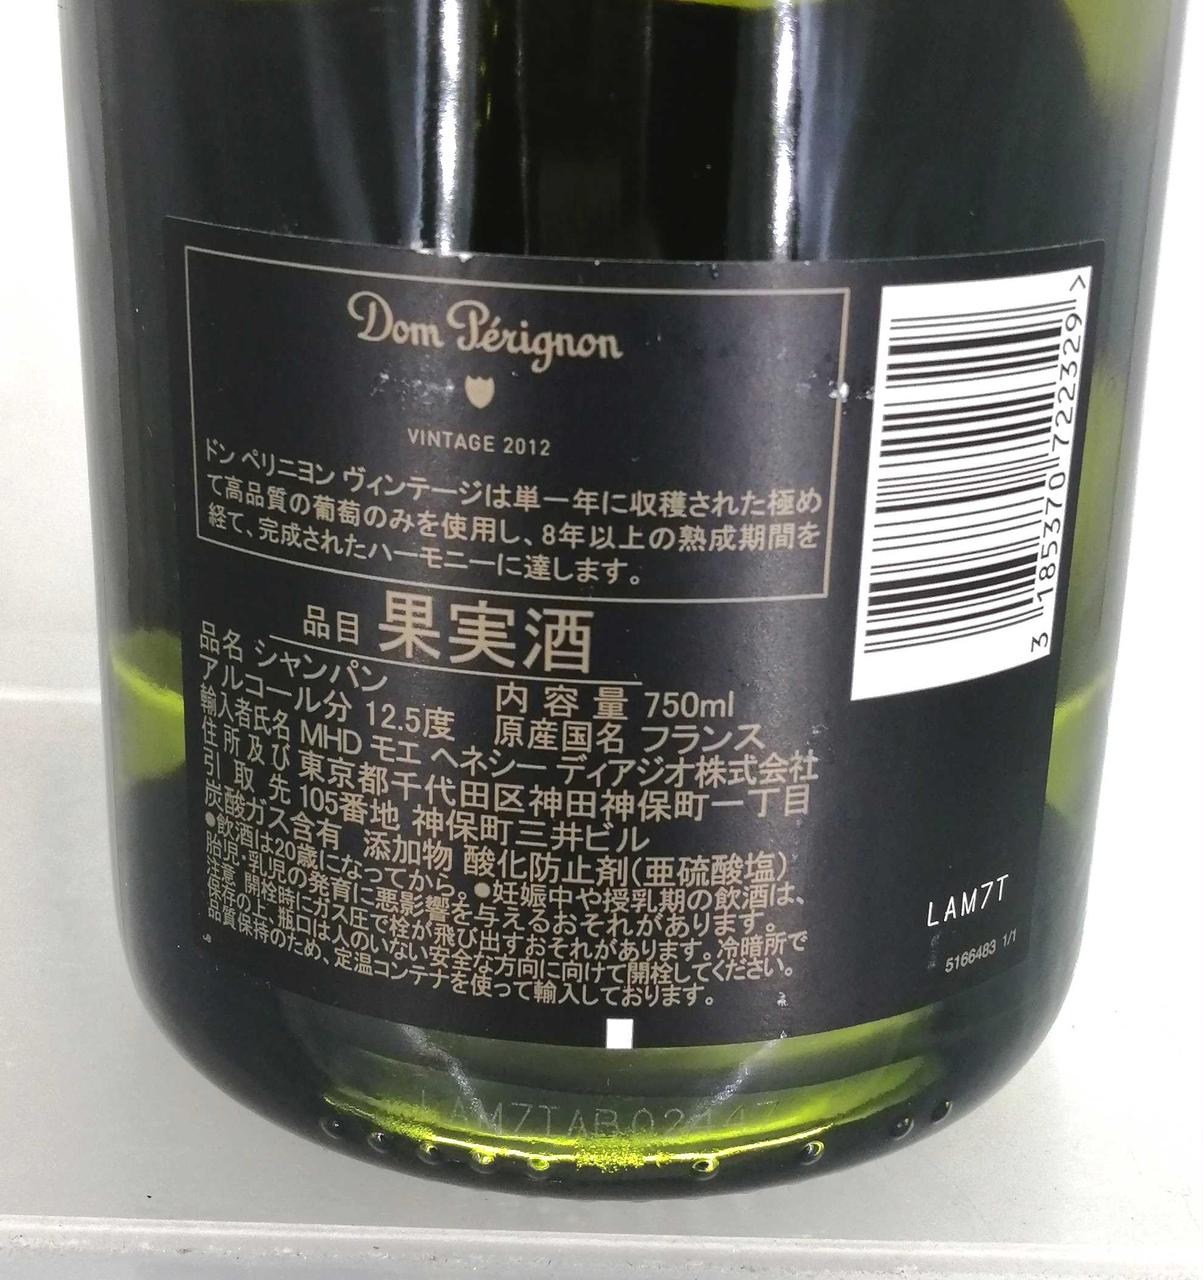 Dom Pérignon
VINTAGE 2012
ドン ペリニヨン ヴィンテージは単一年に収穫された極め
て高品質の葡萄のみを使用し、8年以上の熟成期間を
経て、完成されたハーモニーに達します。
品目 果実酒
品名 シャンパン
内容量 750ml
アルコール分 12.5度
原産国名 フランス
輸入者氏名 MHD モエ ヘネシー ディアジオ株式会社
住所及び 東京都千代田区神田神保町一丁目
引取先 105番地 神保町三井ビル
炭酸ガス含有 添加物 酸化防止剤(亜硫酸塩)
●飲酒は20歳になってから。●妊娠中や授乳期の飲酒は、
胎児・乳児の発育に悪影響を与えるおそれがあります。
注意 開栓時にガス圧で栓が飛び出すおそれがあります。冷暗所で
保存の上、瓶口は人のいない安全な方向に向けて開栓してください。
品質保持のため、定温コンテナを使って輸入しております。
3 185370 722329 >
LAM7T
5166483 1/1
LAM7TAB02447